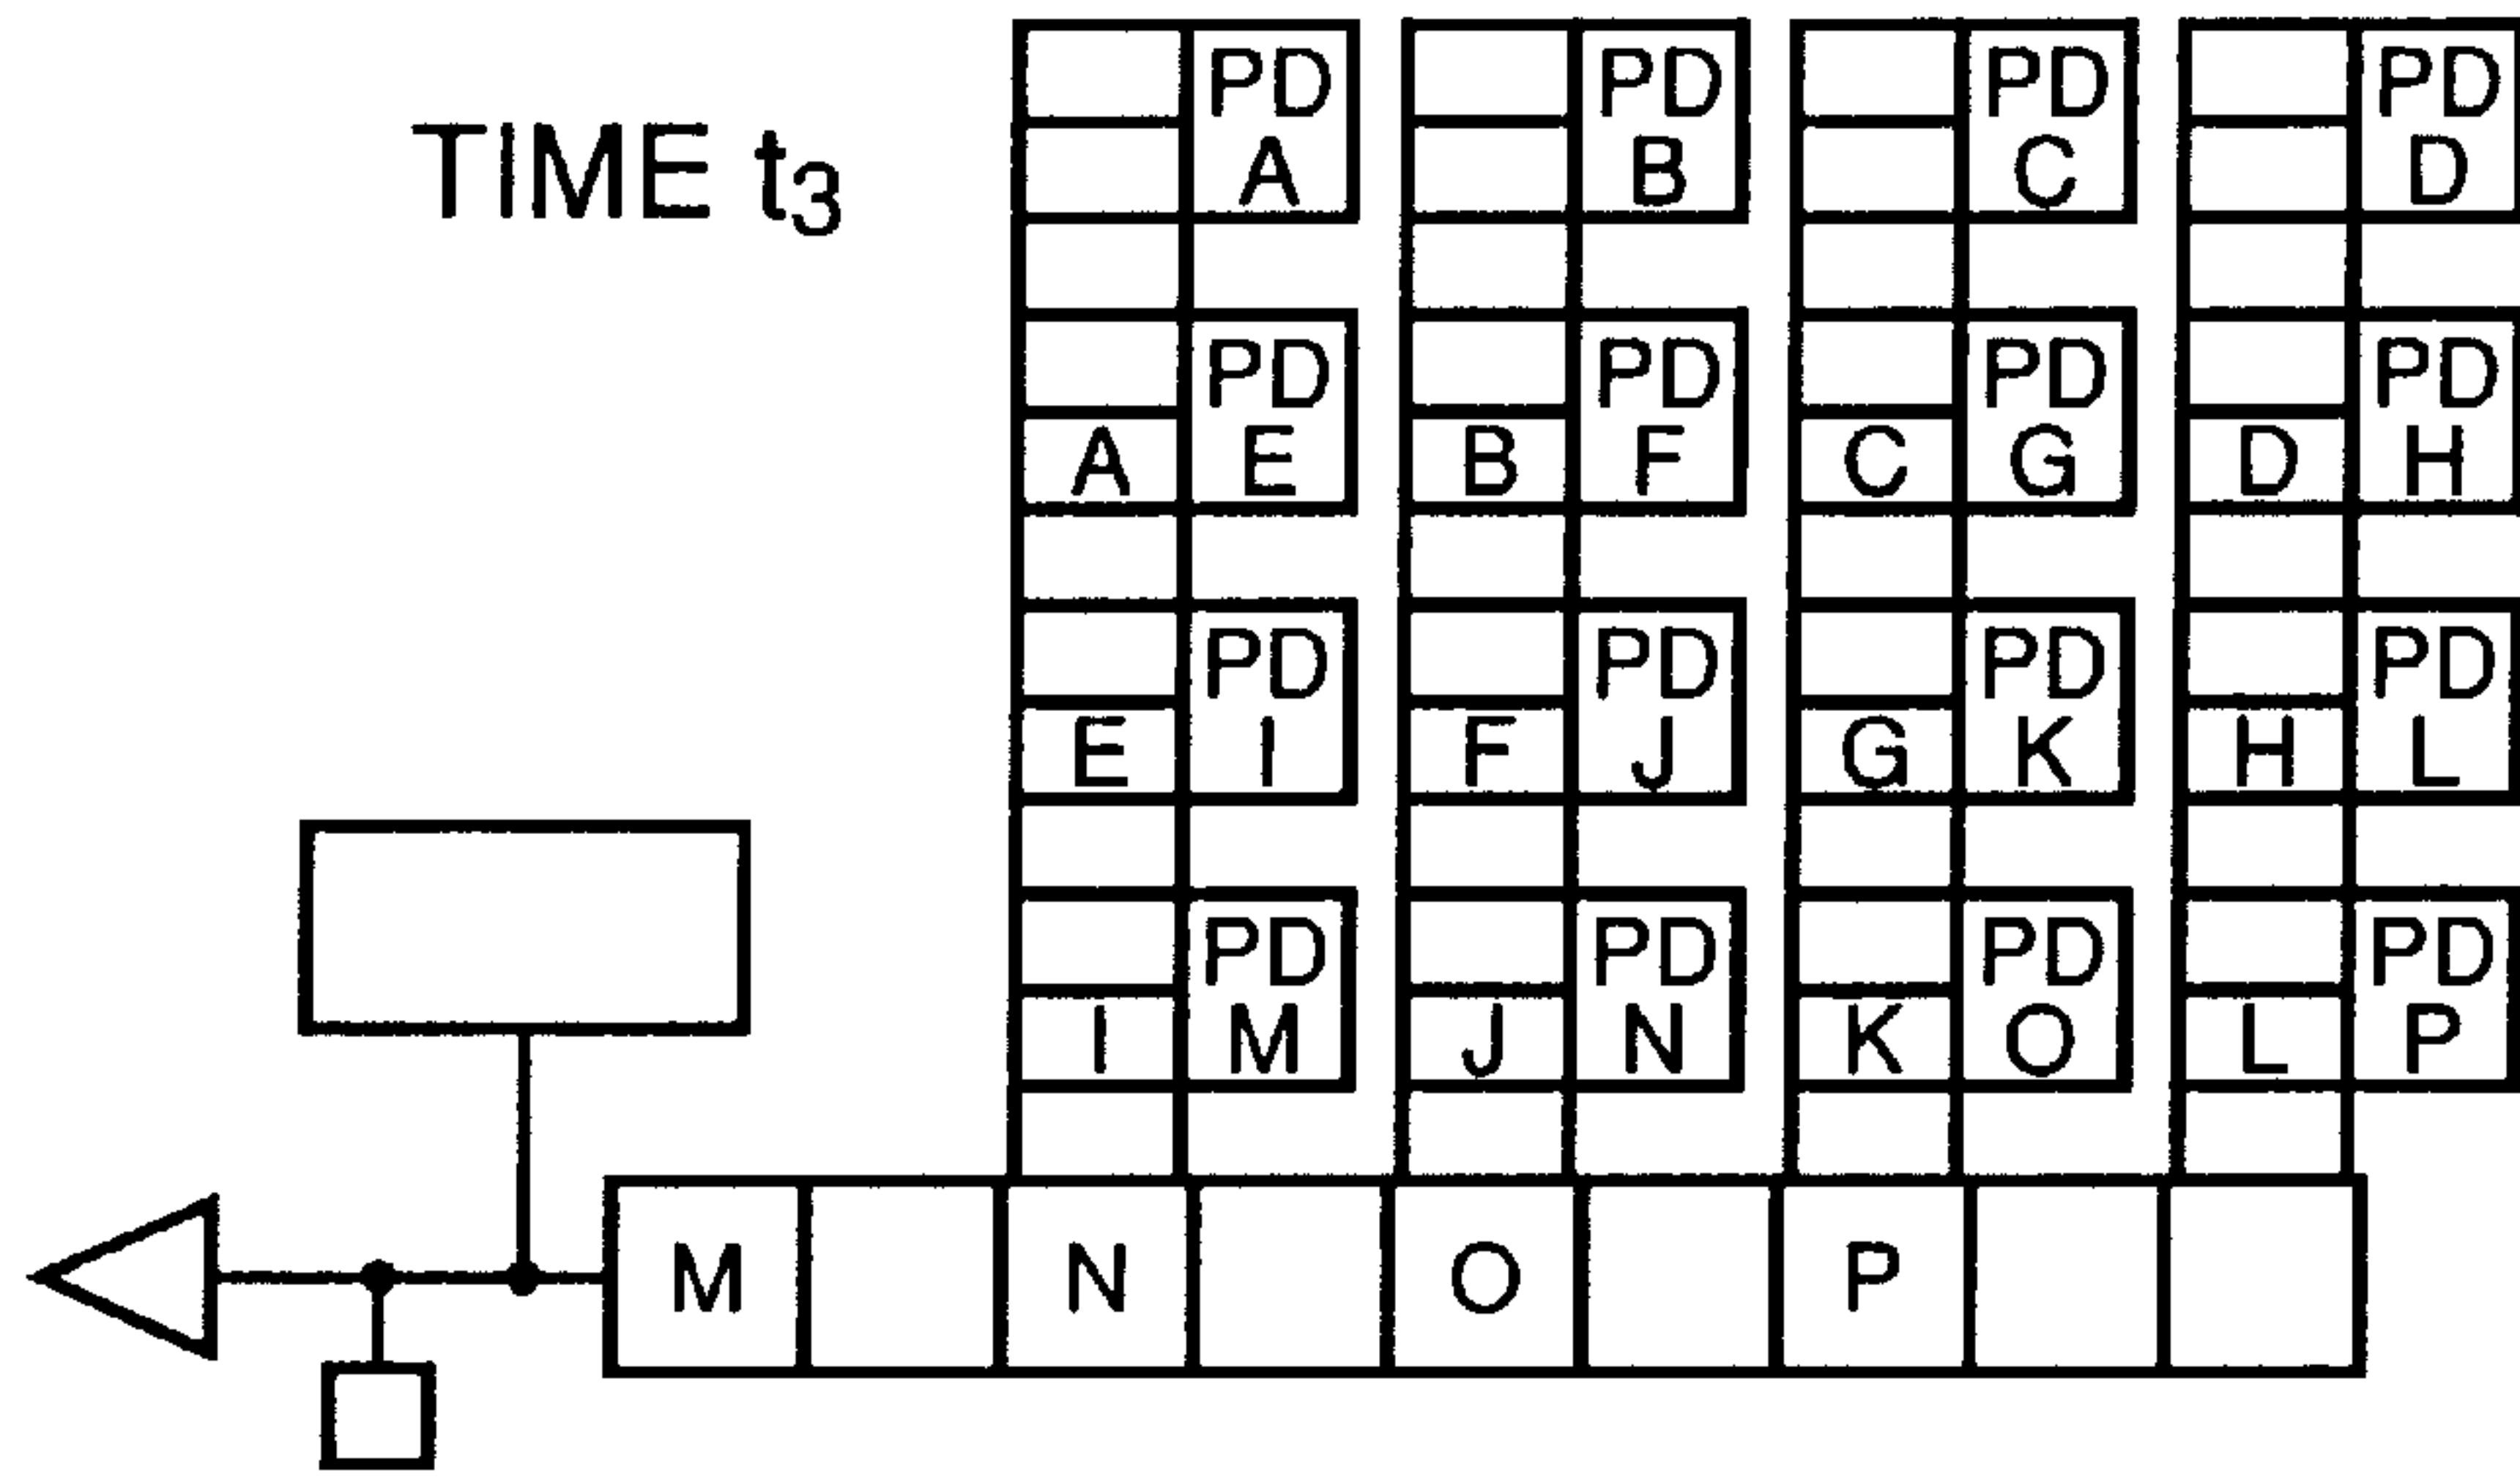 PD PD PD PD
TIME t₃
A B C D
PD PD PD PD
A E B F C G D H
PD PD PD PD
E I F J G K H L
PD PD PD PD
I M J N K O L P
M N O P